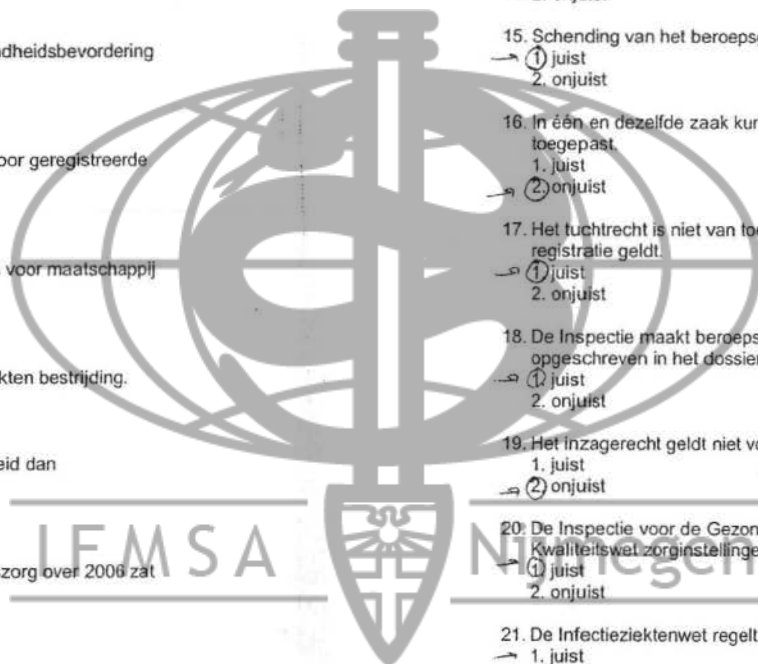 ndheidsbevordering
oor geregistreerde
voor maatschappij
kten bestrijding.
eid dan
szorg over 2006 zat
15. Schending van het beroepsg
1. juist
2. onjuist
16. In één en dezelfde zaak kun
toegepast.
1. juist
2. onjuist
17. Het tuchtrecht is niet van toe
registratie geldt.
1. juist
2. onjuist
18. De Inspectie maakt beroeps
opgeschreven in het dossier
1. juist
2. onjuist
19. Het inzagerecht geldt niet vo
1. juist
2. onjuist
20. De Inspectie voor de Gezon
Kwaliteitswet zorginstellinge
1. juist
2. onjuist
21. De Infectieziektenwet regelt
1. juist
IFMSA Nijmegen